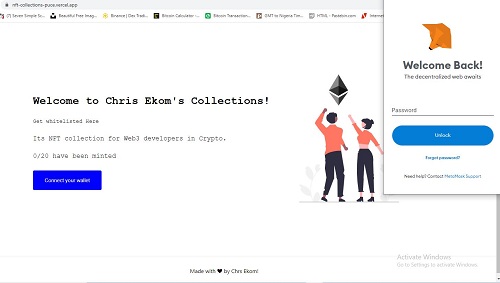 nft-collections-puce.vercel.app
(7) Seven Simple St...
Beautiful Free Imag...
Binance | Dex Tradi...
Bitcoin Calculator -...
Bitcoin Transaction...
GMT to Nigeria Tim...
HTML - Pastebin.com
Internet
Welcome to Chris Ekom's Collections!
Get whitelisted Here
Its NFT collection for Web3 developers in Crypto.
0/20 have been minted
Connect your wallet
Made with ❤ by Chris Ekom!
Welcome Back!
The decentralized web awaits
Password
Unlock
Forgot password?
Need help? Contact MetaMask Support
Activate Windows
Go to Settings to activate Windows.